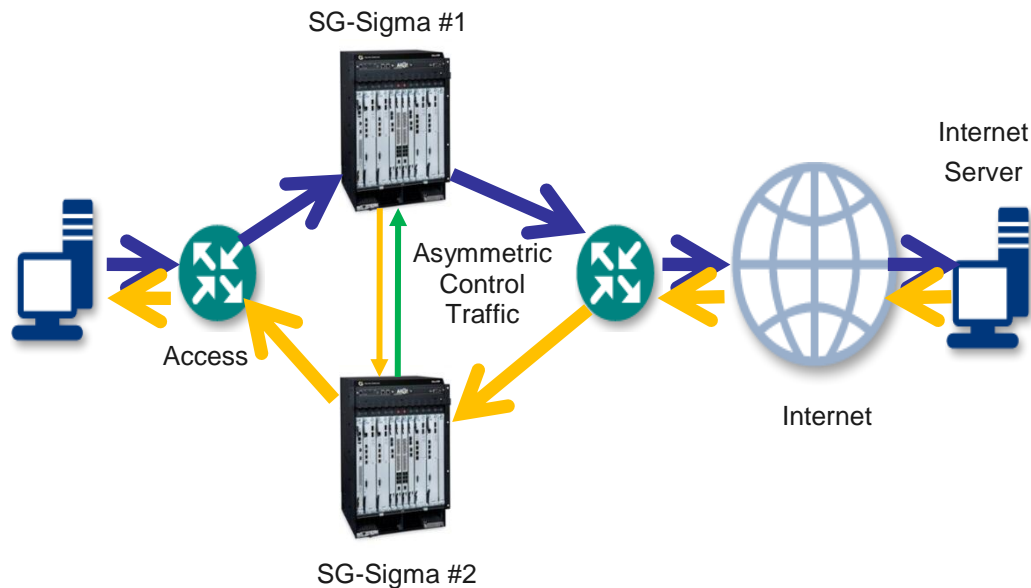 SG-Sigma #1
Internet
Server
Asymmetric
Control
Traffic
Access
Internet
SG-Sigma #2